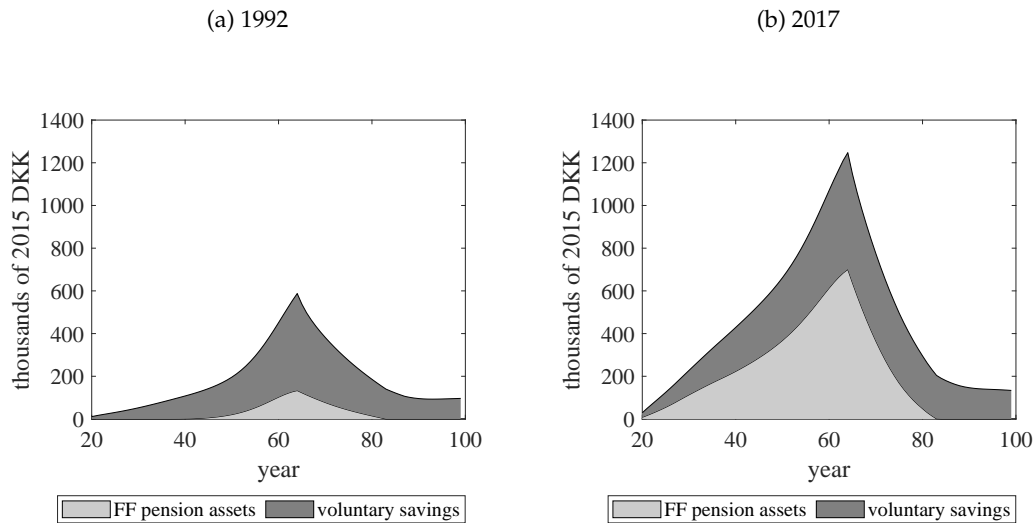 (a) 1992
1400
1200
1000
800
600
400
200
0
thousands of 2015 DKK
20
40
60
80
100
year
FF pension assets
voluntary savings
(b) 2017
1400
1200
1000
800
600
400
200
0
thousands of 2015 DKK
20
40
60
80
100
year
FF pension assets
voluntary savings